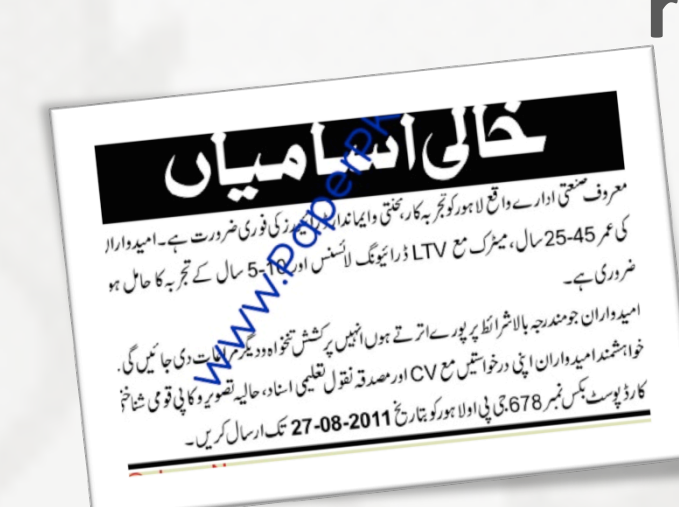 خالی اسامیاں
www.PaperPk
معروف صنعتی ادارے واقع لاہور کو تجربہ کار، محنتی و ایماندار ڈرائیورز کی فوری ضرورت ہے۔ امیدواران
کی عمر 45-25 سال، میٹرک مع LTV ڈرائیونگ لائسنس اور 10-5 سال کے تجربہ کا حامل ہو
ضروری ہے۔
امیدواران جو مندرجہ بالا شرائط پر پورے اترتے ہوں انہیں پرکشش تنخواہ و دیگر مراعات دی جائیں گی۔
خواہشمند امیدواران اپنی درخواستیں مع CV اور مصدقہ نقول تعلیمی اسناد، حالیہ تصویر و کاپی قومی شناختی
کارڈ پوسٹ بکس نمبر 678 جی پی او لاہور کو بتاریخ 27-08-2011 تک ارسال کریں۔